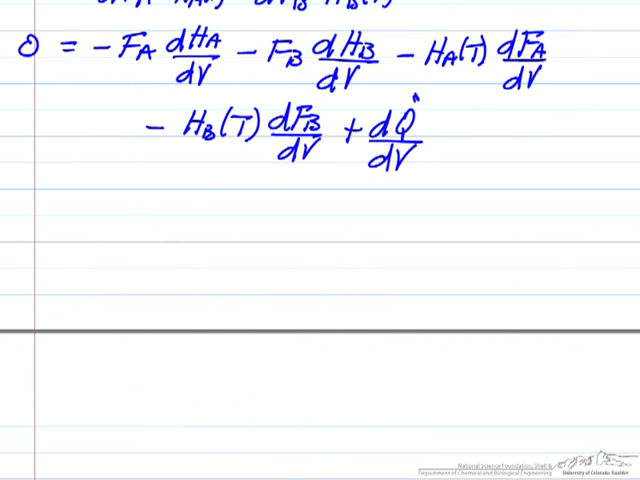 0 = - F_A dH_A/dV - F_B dH_B/dV - H_A(T) dF_A/dV
- H_B(T) dF_B/dV + dQ̇/dV
National Science Foundation, Shell &
Department of Chemical and Biological Engineering
University of Colorado Boulder